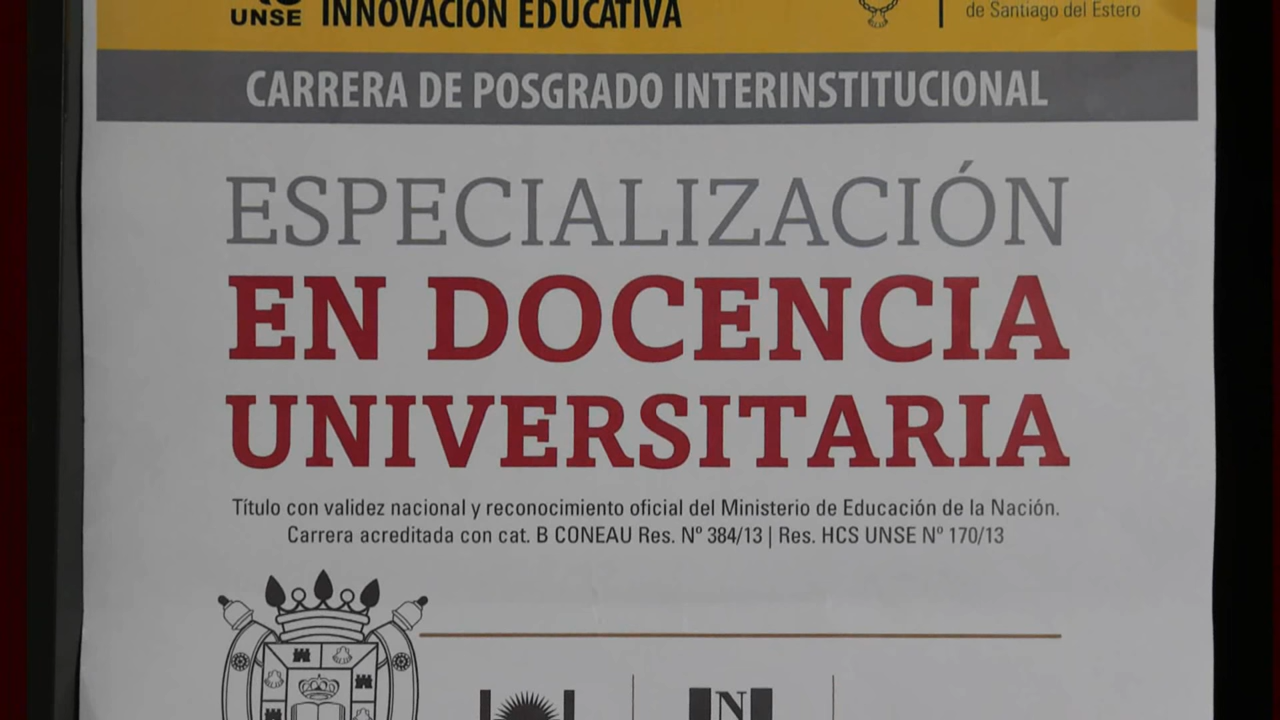 UNSE INNOVACIÓN EDUCATIVA
de Santiago del Estero
CARRERA DE POSGRADO INTERINSTITUCIONAL
ESPECIALIZACIÓN
EN DOCENCIA
UNIVERSITARIA
Título con validez nacional y reconocimiento oficial del Ministerio de Educación de la Nación.
Carrera acreditada con cat. B CONEAU Res. Nº 384/13 | Res. HCS UNSE Nº 170/13
N